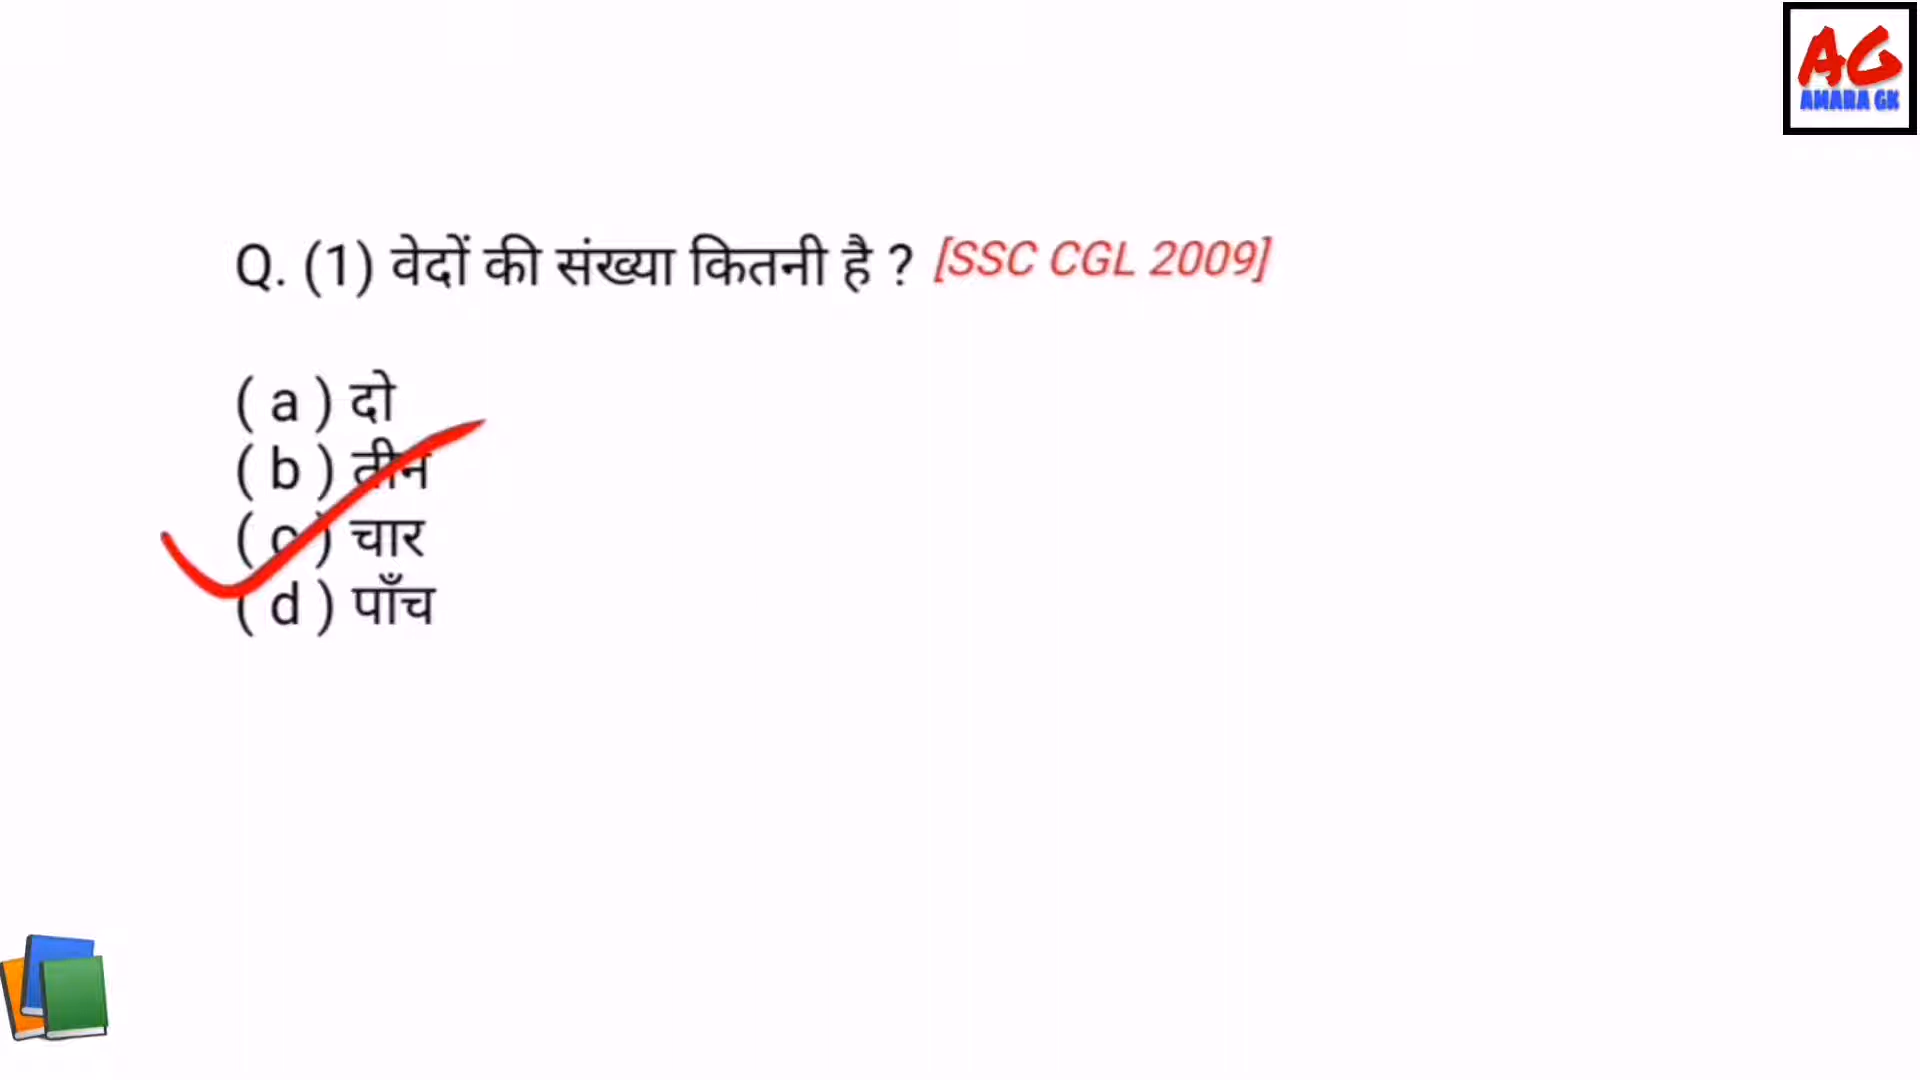 AG
AMARA GK
Q. (1) वेदों की संख्या कितनी है ? [SSC CGL 2009]
( a ) दो
( b ) तीन
( c ) चार
( d ) पाँच